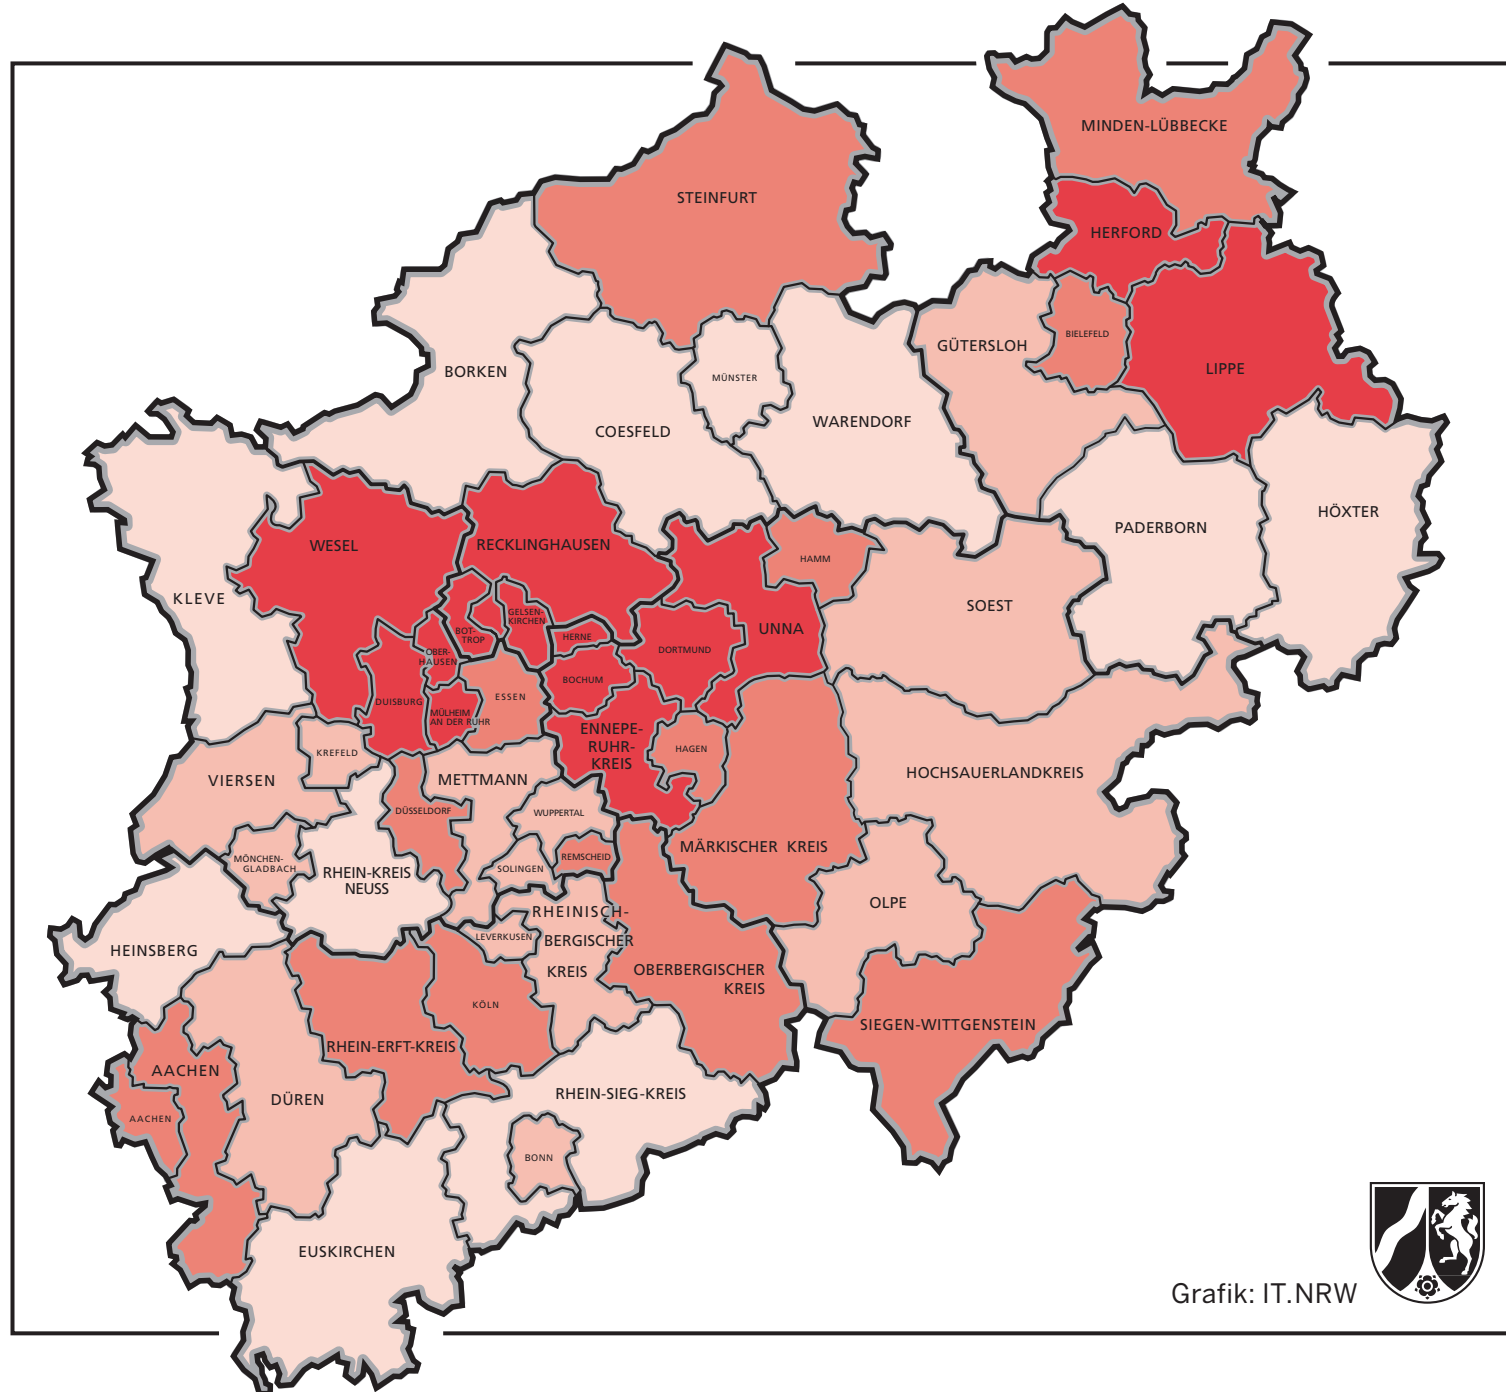 MINDEN-LÜBBECKE
STEINFURT
HERFORD
BIELEFELD
GÜTERSLOH
LIPPE
BORKEN
MÜNSTER
WARENDORF
COESFELD
HÖXTER
PADERBORN
WESEL
RECKLINGHAUSEN
HAMM
KLEVE
SOEST
GELSEN-
KIRCHEN
BOT-
TROP
HERNE
UNNA
DORTMUND
OBER-
HAUSEN
BOCHUM
ESSEN
DUISBURG
MÜLHEIM
AN DER RUHR
ENNEPE-
RUHR-
KREIS
HAGEN
KREFELD
VIERSEN
METTMANN
HOCHSAUERLANDKREIS
DÜSSELDORF
WUPPERTAL
MÄRKISCHER KREIS
REMSCHEID
SOLINGEN
MÖNCHEN-
GLADBACH
RHEIN-KREIS
NEUSS
OLPE
RHEINISCH-
BERGISCHER
KREIS
LEVERKUSEN
HEINSBERG
OBERBERGISCHER
KREIS
KÖLN
SIEGEN-WITTGENSTEIN
RHEIN-ERFT-KREIS
AACHEN
DÜREN
RHEIN-SIEG-KREIS
AACHEN
BONN
EUSKIRCHEN
Grafik: IT.NRW